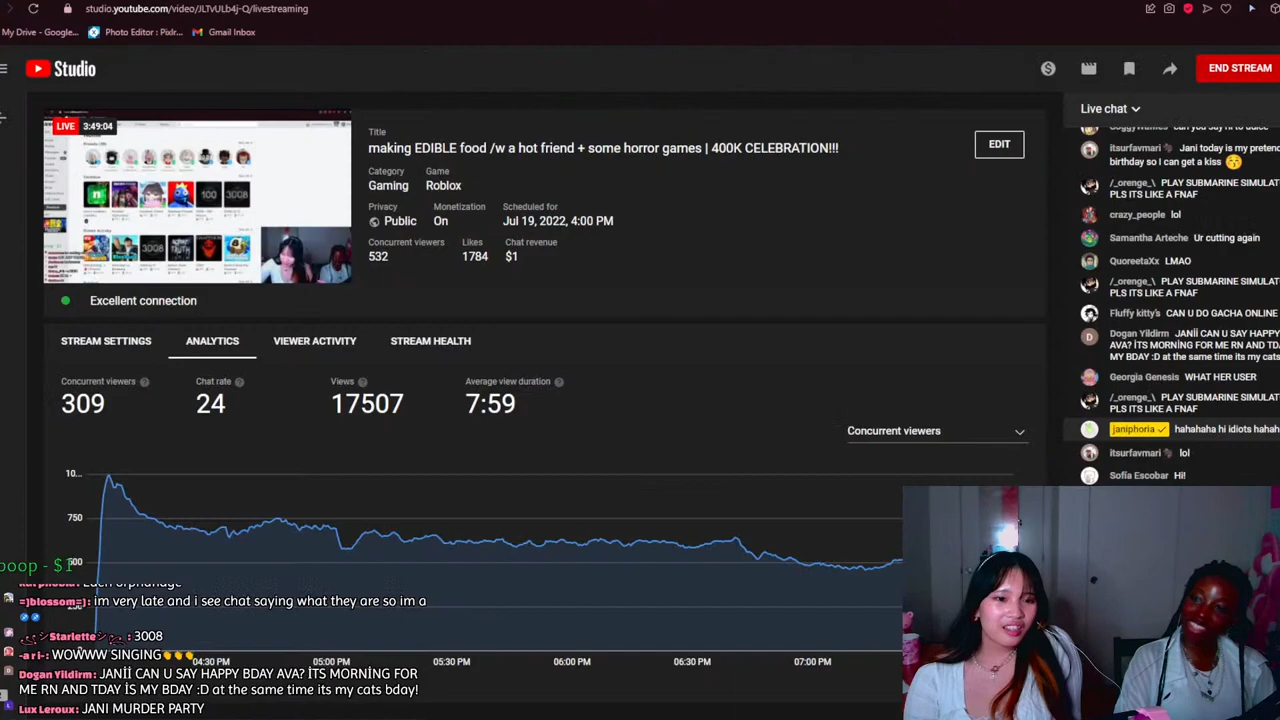 studio.youtube.com/video/JLTvULb4j-Q/livestreaming
My Drive - Google...
Photo Editor : Pixlr...
Gmail Inbox
Studio
END STREAM
LIVE 3:49:04
Title
making EDIBLE food /w a hot friend + some horror games | 400K CELEBRATION!!!
EDIT
Category
Game
Gaming
Roblox
Privacy
Monetization
Scheduled for
Public
On
Jul 19, 2022, 4:00 PM
Concurrent viewers
Likes
Chat revenue
532
$1
Excellent connection
STREAM SETTINGS
ANALYTICS
VIEWER ACTIVITY
STREAM HEALTH
Concurrent viewers
Chat rate
Views
Average view duration
309
24
17507
7:59
Concurrent viewers
10...
750
500
04:30 PM
05:00 PM
05:30 PM
06:00 PM
06:30 PM
07:00 PM
Live chat
itsurfavmari Jani today is my preten
birthday so I can get a kiss
/_orenge_\ PLAY SUBMARINE SIMULAT
PLS ITS LIKE A FNAF
crazy_people lol
Samantha Arteche Ur cutting again
QuoreetaXx LMAO
/_orenge_\ PLAY SUBMARINE SIMULAT
PLS ITS LIKE A FNAF
Fluffy kitty's CAN U DO GACHA ONLINE
Dogan Yildirm JANİİ CAN U SAY HAPPY
AVA? İTS MORNİNG FOR ME RN AND TDA
MY BDAY :D at the same time its my cats
Georgia Genesis WHAT HER USER
/_orenge_\ PLAY SUBMARINE SIMULAT
PLS ITS LIKE A FNAF
janiphoria hahahaha hi idiots hahah
itsurfavmari lol
Sofía Escobar Hi!
poop - $1
=)blossom=): im very late and i see chat saying what they are so im a
Starlette : 3008
-a r i-: WOWWW SINGING
Dogan Yildirm: JANİİ CAN U SAY HAPPY BDAY AVA? İTS MORNİNG FOR
ME RN AND TDAY İS MY BDAY :D at the same time its my cats bday!
Lux Leroux: JANI MURDER PARTY